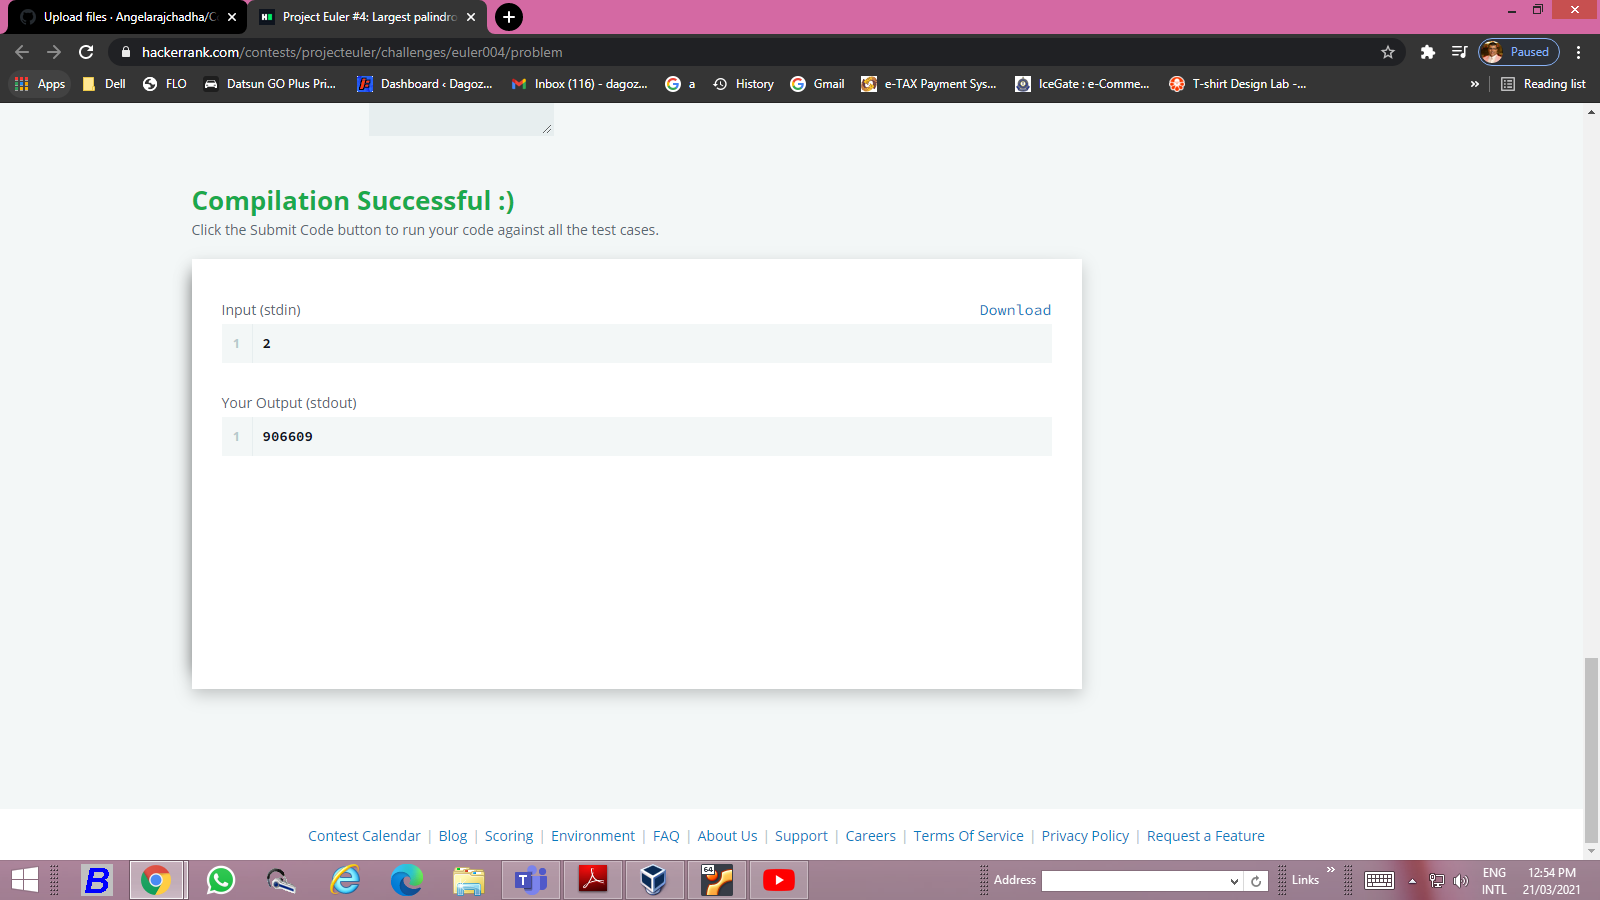 Upload files · Angelarajchadha/C
Project Euler #4: Largest palindro
hackerrank.com/contests/projecteuler/challenges/euler004/problem
Paused
Apps
Dell
FLO
Datsun GO Plus Pri...
Dashboard ‹ Dagoz...
Inbox (116) - dagoz...
a
History
Gmail
e-TAX Payment Sys...
IceGate : e-Comme...
T-shirt Design Lab -...
»
Reading list
Compilation Successful :)
Click the Submit Code button to run your code against all the test cases.
Input (stdin)
Download
1 2
Your Output (stdout)
1 906609
Contest Calendar | Blog | Scoring | Environment | FAQ | About Us | Support | Careers | Terms Of Service | Privacy Policy | Request a Feature
B
T
64
Address
Links
»
ENG
INTL
12:54 PM
21/03/2021